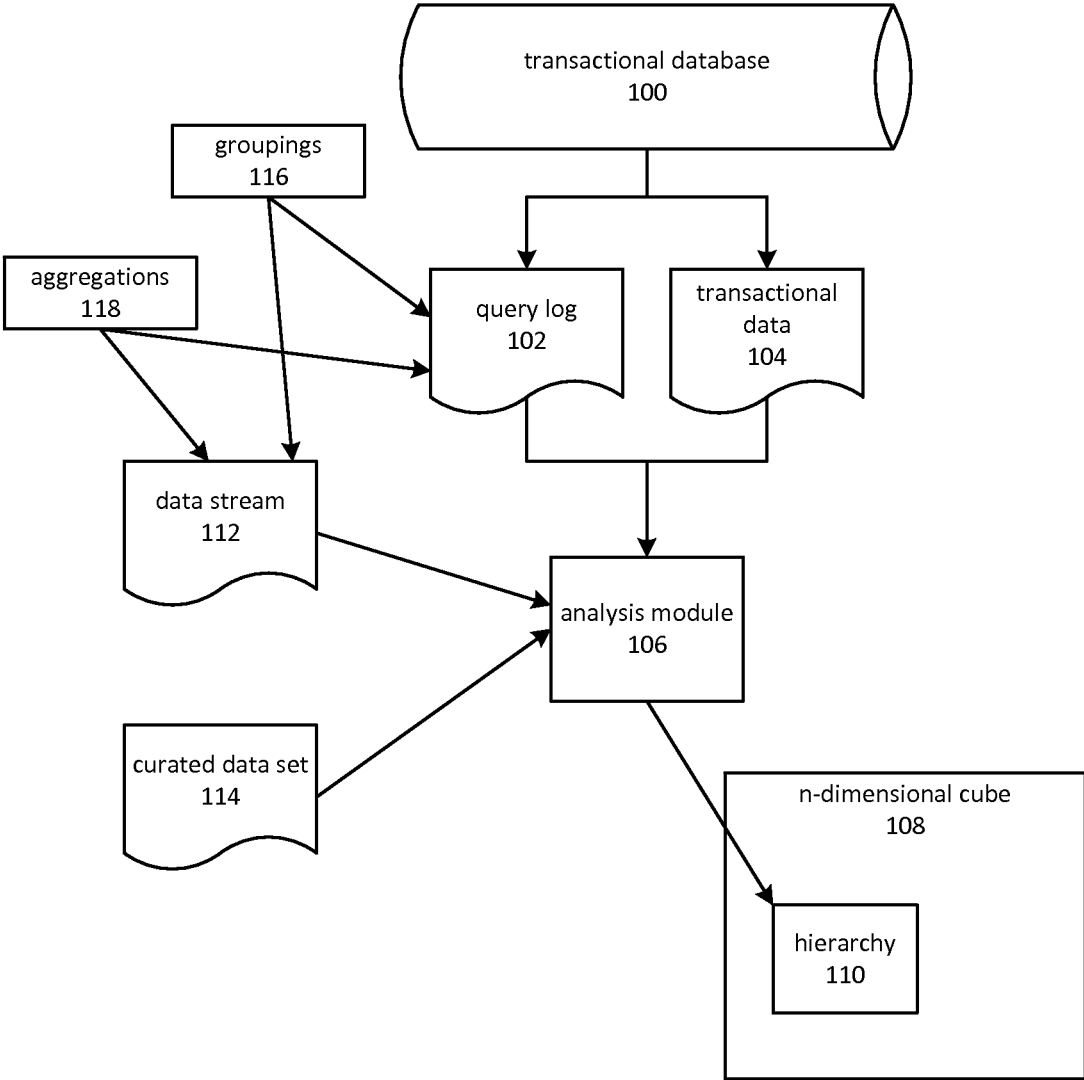 transactional database
100
groupings
116
aggregations
118
query log
102
transactional
data
104
data stream
112
analysis module
106
curated data set
114
n-dimensional cube
108
hierarchy
110